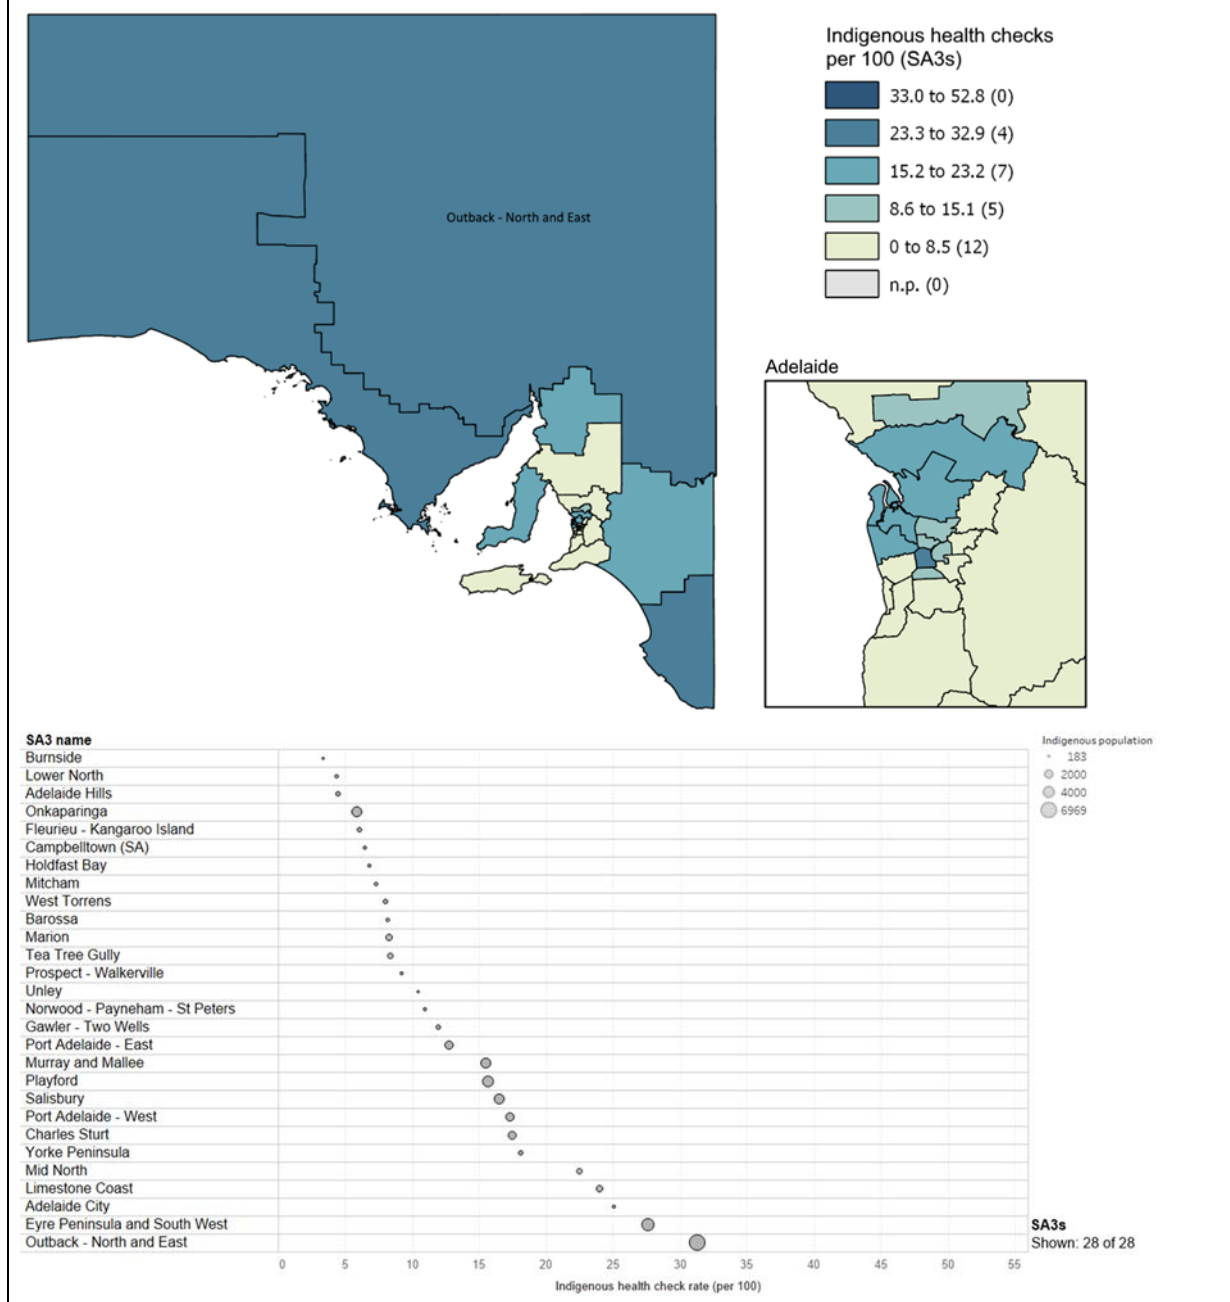 Indigenous health checks
per 100 (SA3s)
33.0 to 52.8 (0)
23.3 to 32.9 (4)
15.2 to 23.2 (7)
8.6 to 15.1 (5)
0 to 8.5 (12)
n.p. (0)
Outback - North and East
Adelaide
SA3 name
Burnside
Lower North
Adelaide Hills
Onkaparinga
Fleurieu - Kangaroo Island
Campbelltown (SA)
Holdfast Bay
Mitcham
West Torrens
Barossa
Marion
Tea Tree Gully
Prospect - Walkerville
Unley
Norwood - Payneham - St Peters
Gawler - Two Wells
Port Adelaide - East
Murray and Mallee
Playford
Salisbury
Port Adelaide - West
Charles Sturt
Yorke Peninsula
Mid North
Limestone Coast
Adelaide City
Eyre Peninsula and South West
Outback - North and East
Indigenous population
183
2000
4000
6969
SA3s
Shown: 28 of 28
0 5 10 15 20 25 30 35 40 45 50 55
Indigenous health check rate (per 100)